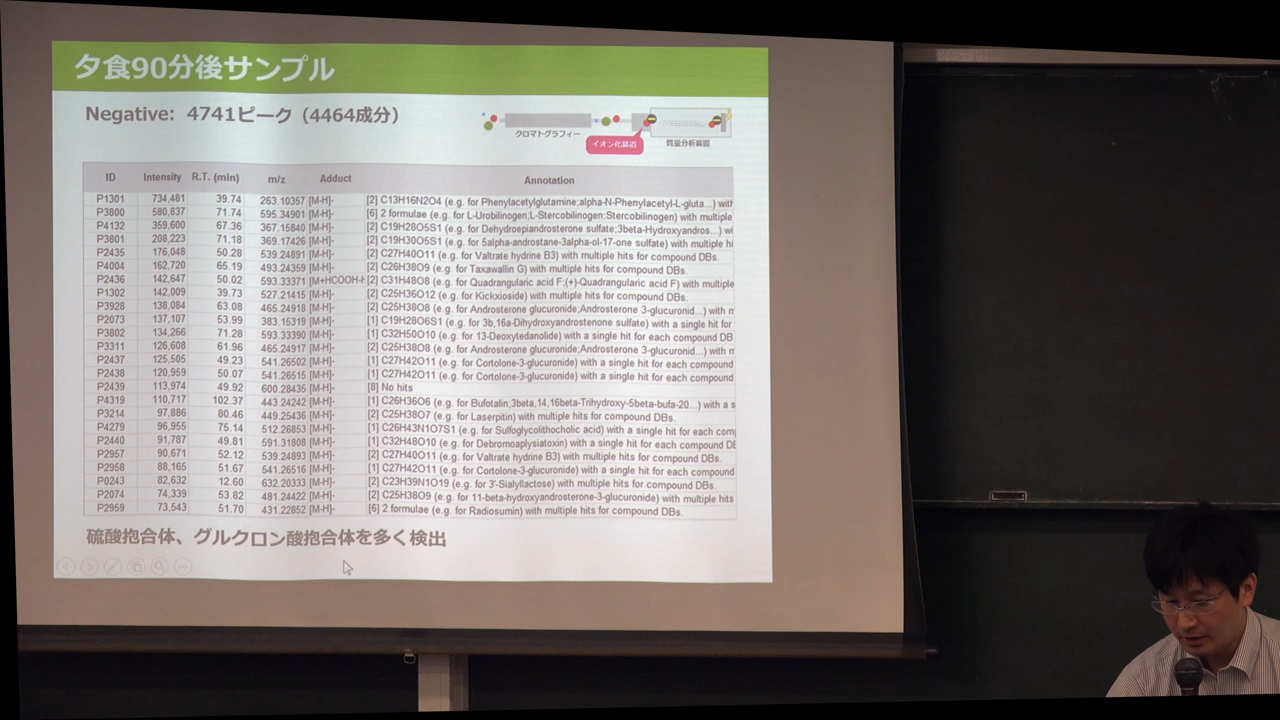 夕食90分後サンプル
Negative: 4741ピーク（4464成分）
クロマトグラフィー
イオン化装置
質量分析装置
ID Intensity R.T. (min) m/z Adduct Annotation
P1301 734,481 39.74 263.10357 [M-H]- [2] C13H16N2O4 (e.g. for Phenylacetylglutamine;alpha-N-Phenylacetyl-L-gluta...) with
P3800 580,837 71.74 595.34901 [M-H]- [6] 2 formulae (e.g. for L-Urobilinogen;L-Stercobilinogen;Stercobilinogen) with multiple
P4132 359,600 67.36 367.15840 [M-H]- [2] C19H28O5S1 (e.g. for Dehydroepiandrosterone sulfate;3beta-Hydroxyandros...) wi
P3801 208,223 71.18 369.17426 [M-H]- [2] C19H30O5S1 (e.g. for 5alpha-androstane-3alpha-ol-17-one sulfate) with multiple hi
P2435 176,048 50.28 539.24891 [M-H]- [2] C27H40O11 (e.g. for Valtrate hydrine B3) with multiple hits for compound DBs.
P4004 162,720 65.19 493.24359 [M-H]- [2] C26H38O9 (e.g. for Taxawallin G) with multiple hits for compound DBs.
P2436 142,647 50.02 593.33371 [M+HCOOH-H [2] C31H48O8 (e.g. for Quadrangularic acid F;(+)-Quadrangularic acid F) with multiple
P1302 142,009 39.73 527.21415 [M-H]- [2] C25H36O12 (e.g. for Kickxioside) with multiple hits for compound DBs.
P3928 138,084 63.08 465.24918 [M-H]- [2] C25H38O8 (e.g. for Androsterone glucuronide;Androsterone 3-glucuronid...) with m
P2073 137,107 53.99 383.15319 [M-H]- [1] C19H28O6S1 (e.g. for 3b,16a-Dihydroxyandrostenone sulfate) with a single hit for
P3802 134,266 71.28 593.33390 [M-H]- [1] C32H50O10 (e.g. for 13-Deoxytedanolide) with a single hit for each compound DB
P3311 126,608 61.96 465.24917 [M-H]- [2] C25H38O8 (e.g. for Androsterone glucuronide;Androsterone 3-glucuronid...) with m
P2437 125,505 49.23 541.26502 [M-H]- [1] C27H42O11 (e.g. for Cortolone-3-glucuronide) with a single hit for each compound
P2438 120,959 50.07 541.26515 [M-H]- [1] C27H42O11 (e.g. for Cortolone-3-glucuronide) with a single hit for each compound
P2439 113,974 49.92 600.28435 [M-H]- [8] No hits
P4319 110,717 102.37 443.24242 [M-H]- [1] C26H36O6 (e.g. for Bufotalin;3beta,14,16beta-Trihydroxy-5beta-bufa-20...) with a s
P3214 97,886 80.46 449.25436 [M-H]- [2] C25H38O7 (e.g. for Laserpitin) with multiple hits for compound DBs.
P4279 96,955 75.14 512.26853 [M-H]- [1] C26H43N1O7S1 (e.g. for Sulfoglycolithocholic acid) with a single hit for each com
P2440 91,787 49.81 591.31808 [M-H]- [1] C32H48O10 (e.g. for Debromoaplysiatoxin) with a single hit for each compound DB
P2957 90,671 52.12 539.24893 [M-H]- [2] C27H40O11 (e.g. for Valtrate hydrine B3) with multiple hits for compound DBs.
P2958 88,165 51.67 541.26516 [M-H]- [1] C27H42O11 (e.g. for Cortolone-3-glucuronide) with a single hit for each compound
P0243 82,632 12.60 632.20333 [M-H]- [2] C23H39N1O19 (e.g. for 3'-Sialyllactose) with multiple hits for compound DBs.
P2074 74,339 53.82 481.24422 [M-H]- [2] C25H38O9 (e.g. for 11-beta-hydroxyandrosterone-3-glucuronide) with multiple hits
P2959 73,543 51.70 431.22852 [M-H]- [6] 2 formulae (e.g. for Radiosumin) with multiple hits for compound DBs.
硫酸抱合体、グルクロン酸抱合体を多く検出